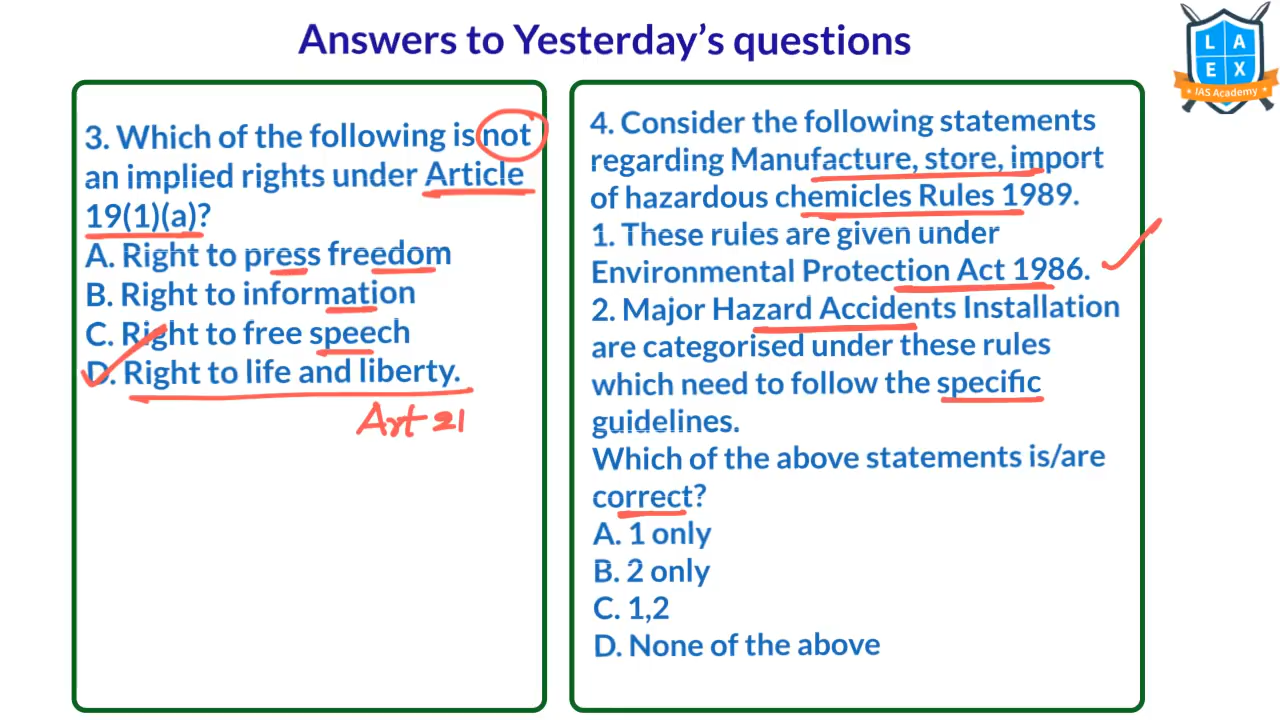 Answers to Yesterday's questions
L A
E X
IAS Academy
3. Which of the following is not
an implied rights under Article
19(1)(a)?
A. Right to press freedom
B. Right to information
C. Right to free speech
D. Right to life and liberty.
Art 21
4. Consider the following statements
regarding Manufacture, store, import
of hazardous chemicles Rules 1989.
1. These rules are given under
Environmental Protection Act 1986.
2. Major Hazard Accidents Installation
are categorised under these rules
which need to follow the specific
guidelines.
Which of the above statements is/are
correct?
A. 1 only
B. 2 only
C. 1,2
D. None of the above